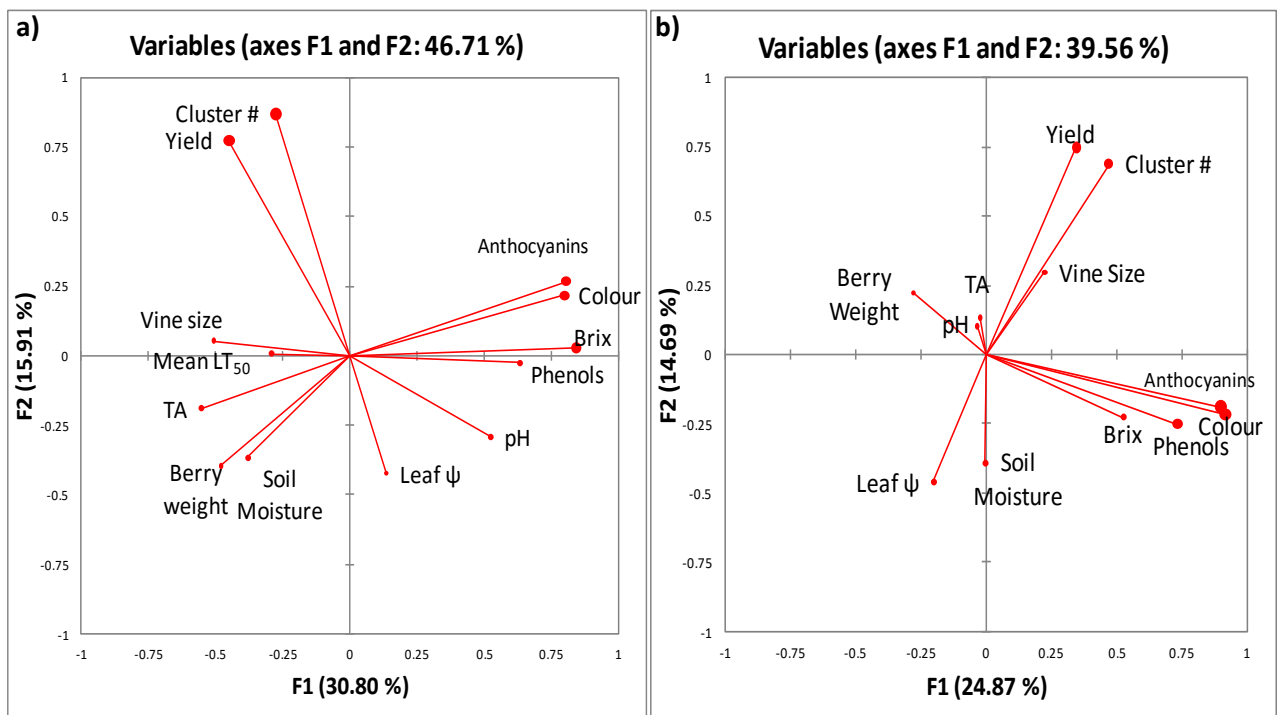 a)
Variables (axes F1 and F2: 46.71 %)
F2 (15.91 %)
1
0.75
0.5
0.25
0
-0.25
-0.5
-0.75
-1
Cluster #
Yield
Anthocyanins
Colour
Vine size
Brix
Mean LT50
Phenols
TA
pH
Berry
weight
Soil
Moisture
Leaf ψ
-1
-0.75
-0.5
-0.25
0
0.25
0.5
0.75
1
F1 (30.80 %)
b)
Variables (axes F1 and F2: 39.56 %)
F2 (14.69 %)
1
0.75
0.5
0.25
0
-0.25
-0.5
-0.75
-1
Yield
Cluster #
Vine Size
Berry
Weight
TA
pH
Anthocyanins
Colour
Brix
Phenols
Soil
Moisture
Leaf ψ
-1
-0.75
-0.5
-0.25
0
0.25
0.5
0.75
1
F1 (24.87 %)